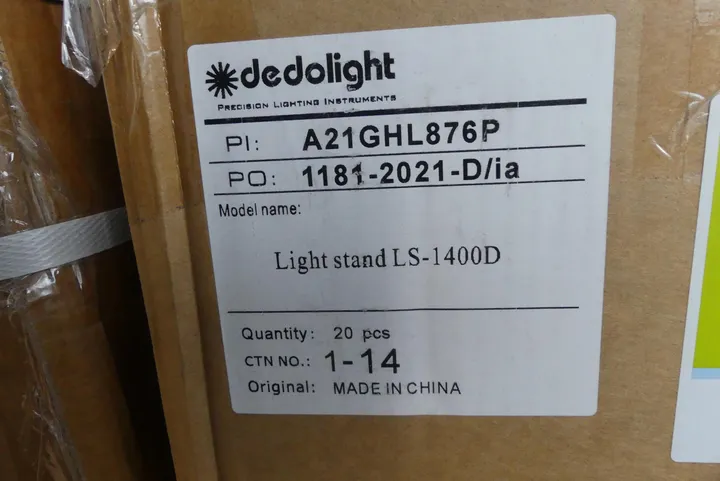 dedolight
PRECISION LIGHTING INSTRUMENTS
PI: A21GHL876P
PO: 1181-2021-D/ia
Model name:
Light stand LS-1400D
Quantity: 20 pcs
CTN NO.: 1-14
Original: MADE IN CHINA